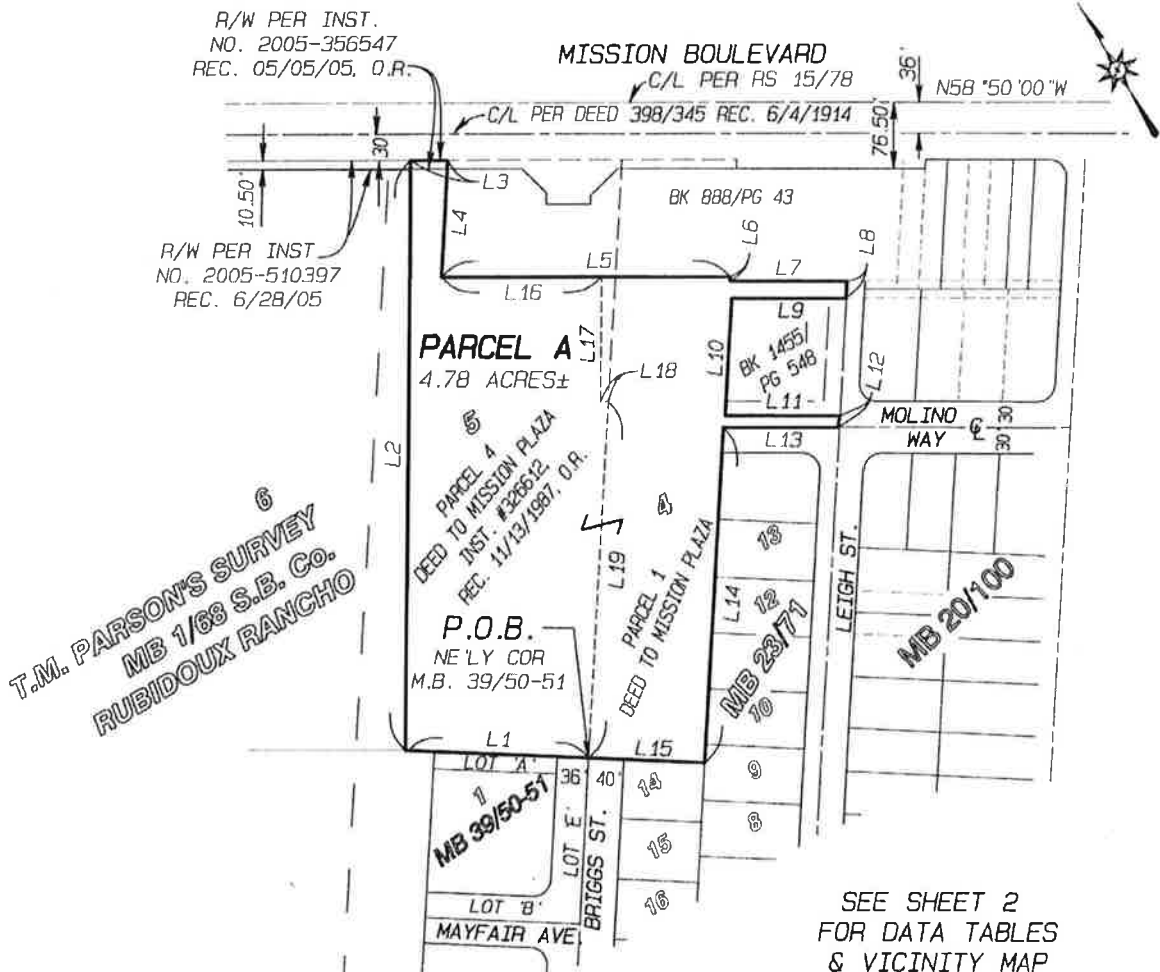 R/W PER INST.
NO. 2005-356547
REC. 05/05/05, O.R.
MISSION BOULEVARD
C/L PER RS 15/78
36'
N58°50'00"W
C/L PER DEED 398/345 REC. 6/4/1914
76.50'
30'
10.50'
L3
BK 888/PG 43
L4
L6
L8
R/W PER INST
NO. 2005-510397
REC. 6/28/05
L5
L7
L16
L9
PARCEL A
4.78 ACRES±
L17
L10
BK 1455/
PG 548
L18
L12
L11
MOLINO
WAY
30'
30'
L13
5
PARCEL 4
DEED TO MISSION PLAZA
INST. #326612,
REC. 11/13/1987, O.R.
L2
6
T.M. PARSON'S SURVEY
MB 1/68 S.B. Co.
RUBIDOUX RANCHO
4
L19
PARCEL 1
DEED TO MISSION PLAZA
L14
13
12
10
MB 23/71
LEIGH ST.
MB 20/100
P.O.B.
NE'LY COR
M.B. 39/50-51
L1
L15
LOT 'A'
36'
40'
14
9
1
MB 39/50-51
LOT 'E'
BRIGGS ST.
15
8
16
LOT 'B'
MAYFAIR AVE.
SEE SHEET 2
FOR DATA TABLES
& VICINITY MAP